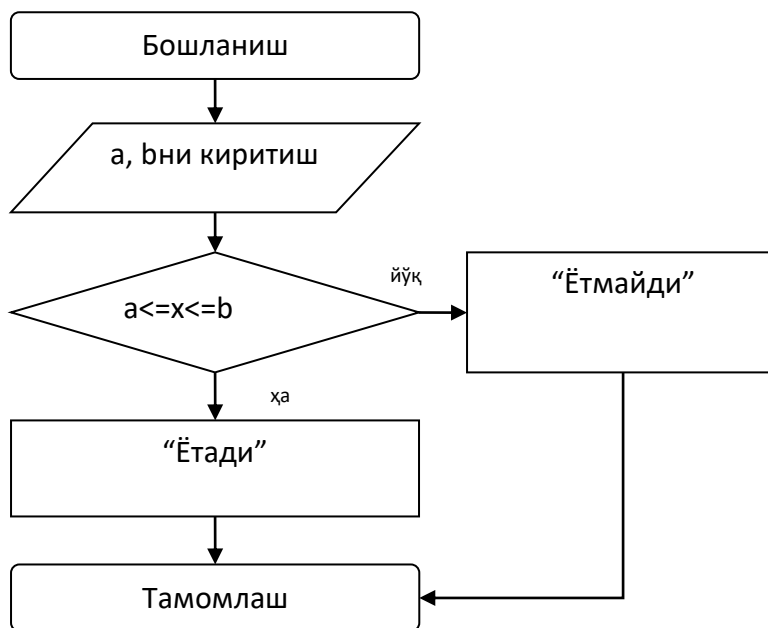 Бошланиш
a, bни киритиш
a<=x<=b
йўқ
“Ётмайди”
ҳа
“Ётади”
Тамомлаш